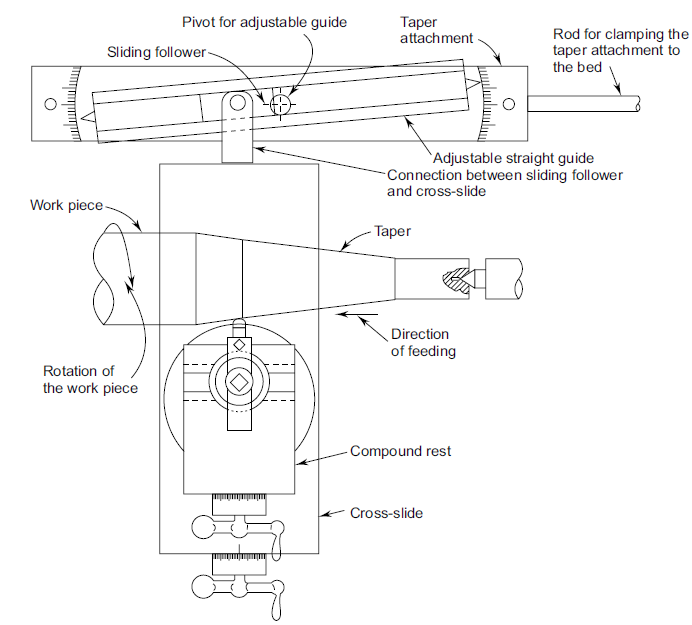 Pivot for adjustable guide
Taper
attachment
Rod for clamping the
taper attachment to
the bed
Sliding follower
Adjustable straight guide
Connection between sliding follower
and cross-slide
Work piece
Taper
Direction
of feeding
Rotation of
the work piece
Compound rest
Cross-slide